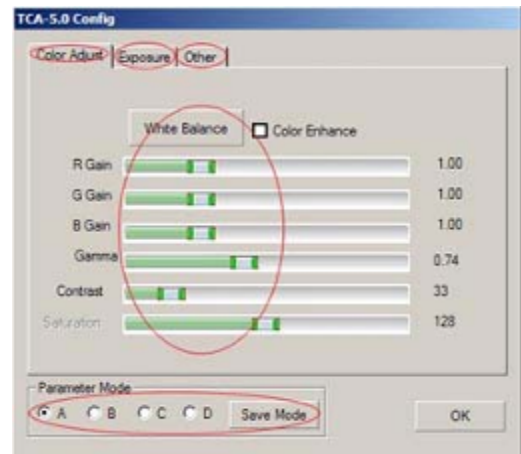 TCA-5.0 Config
Color Adjust Exposure Other
White Balance Color Enhance
R Gain 1.00
G Gain 1.00
B Gain 1.00
Gamma 0.74
Contrast 33
Saturation 128
Parameter Mode
A B C D Save Mode OK